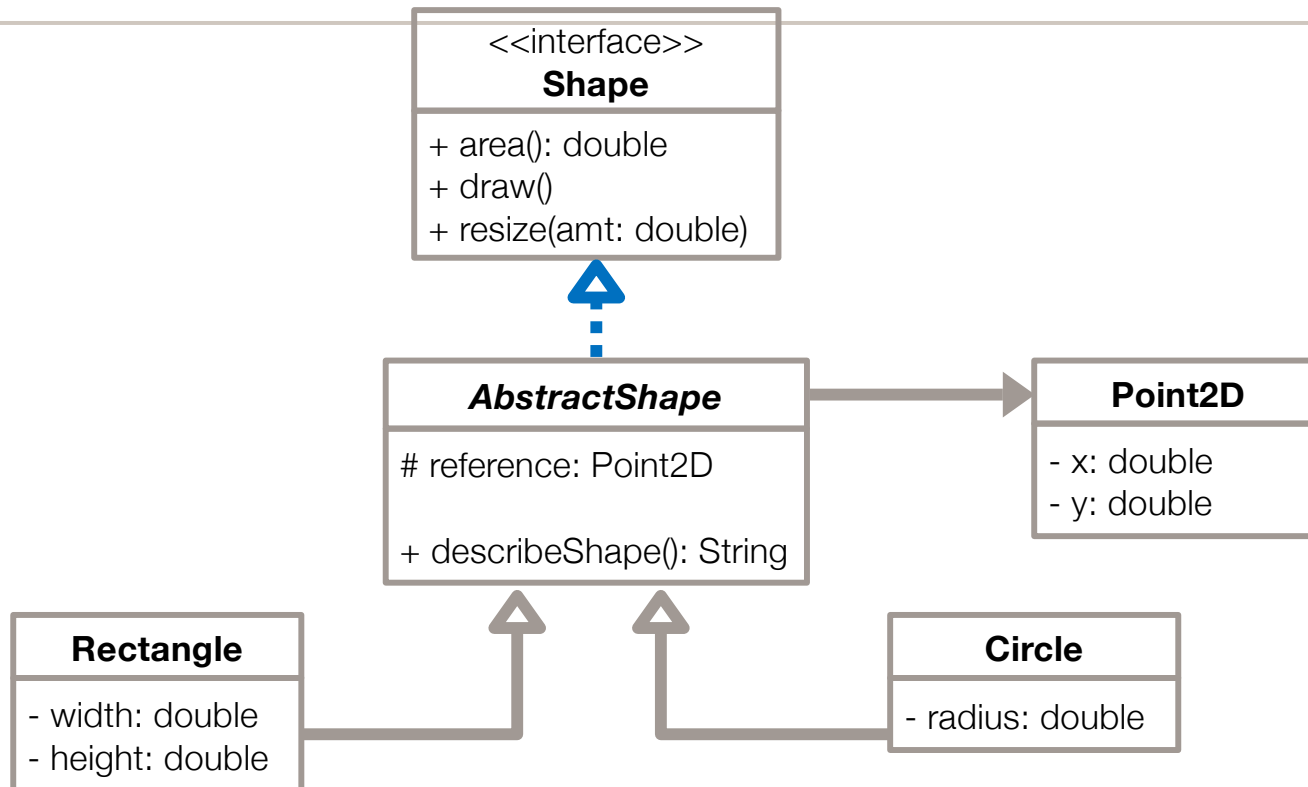 <<interface>>
Shape
+ area(): double
+ draw()
+ resize(amt: double)
AbstractShape
# reference: Point2D
+ describeShape(): String
Point2D
- x: double
- y: double
Rectangle
- width: double
- height: double
Circle
- radius: double